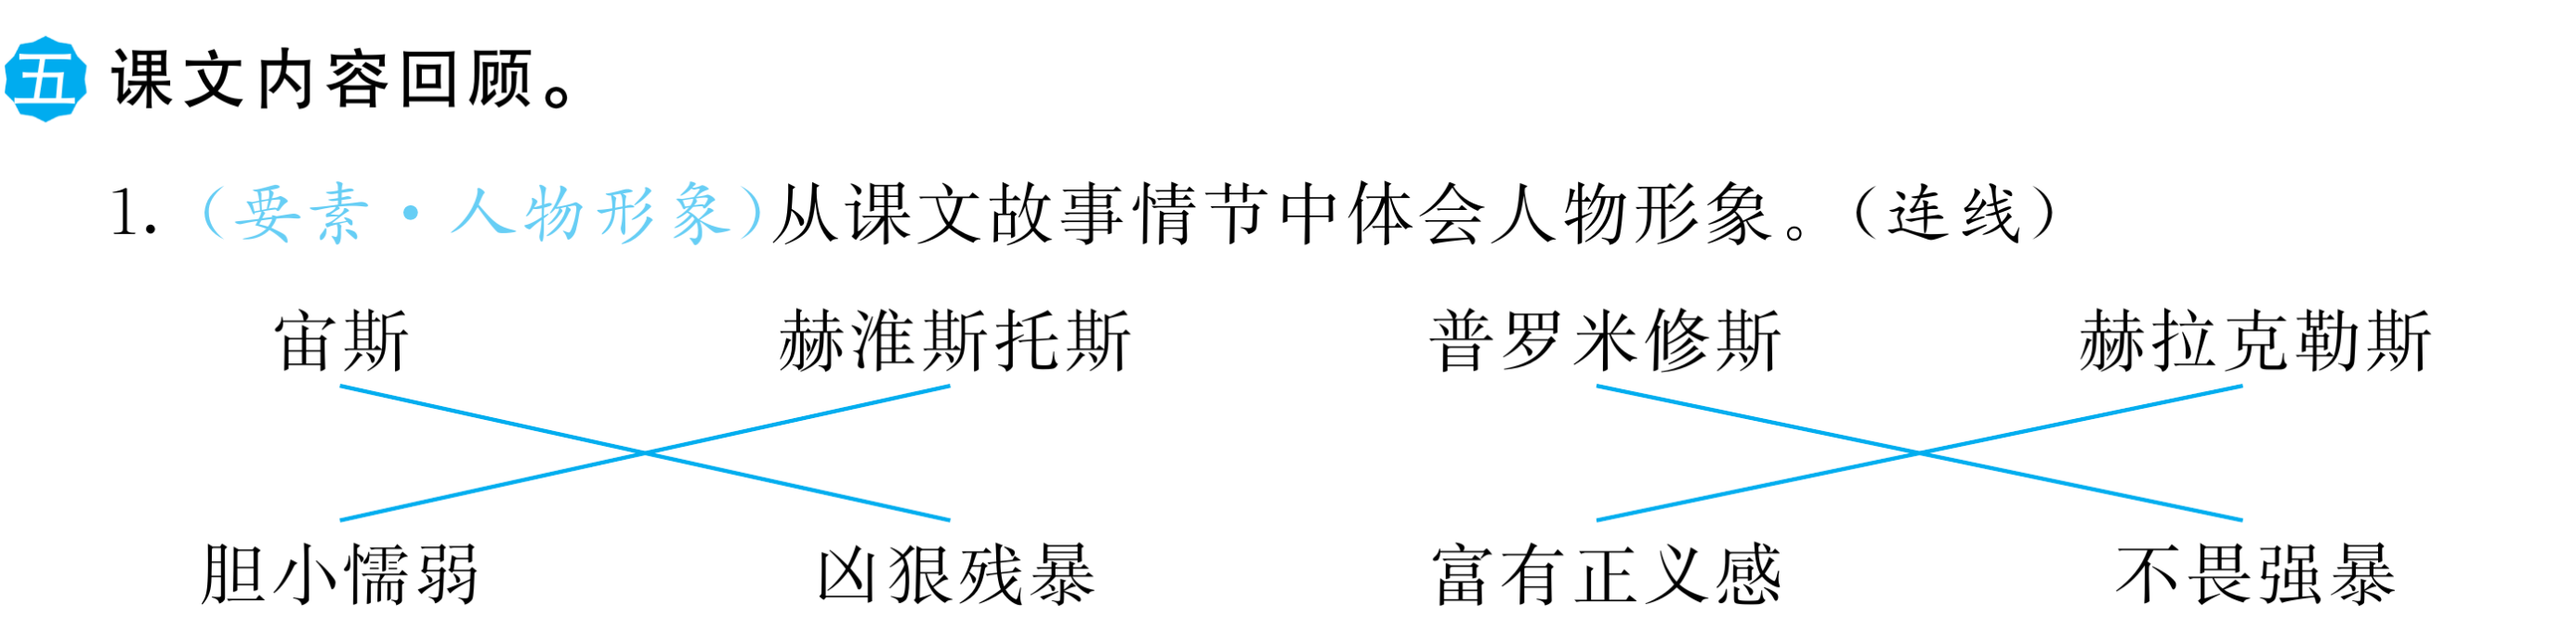 五 课文内容回顾。
1.（要素·人物形象）从课文故事情节中体会人物形象。（连线）
宙斯 赫淮斯托斯 普罗米修斯 赫拉克勒斯
胆小懦弱 凶狠残暴 富有正义感 不畏强暴